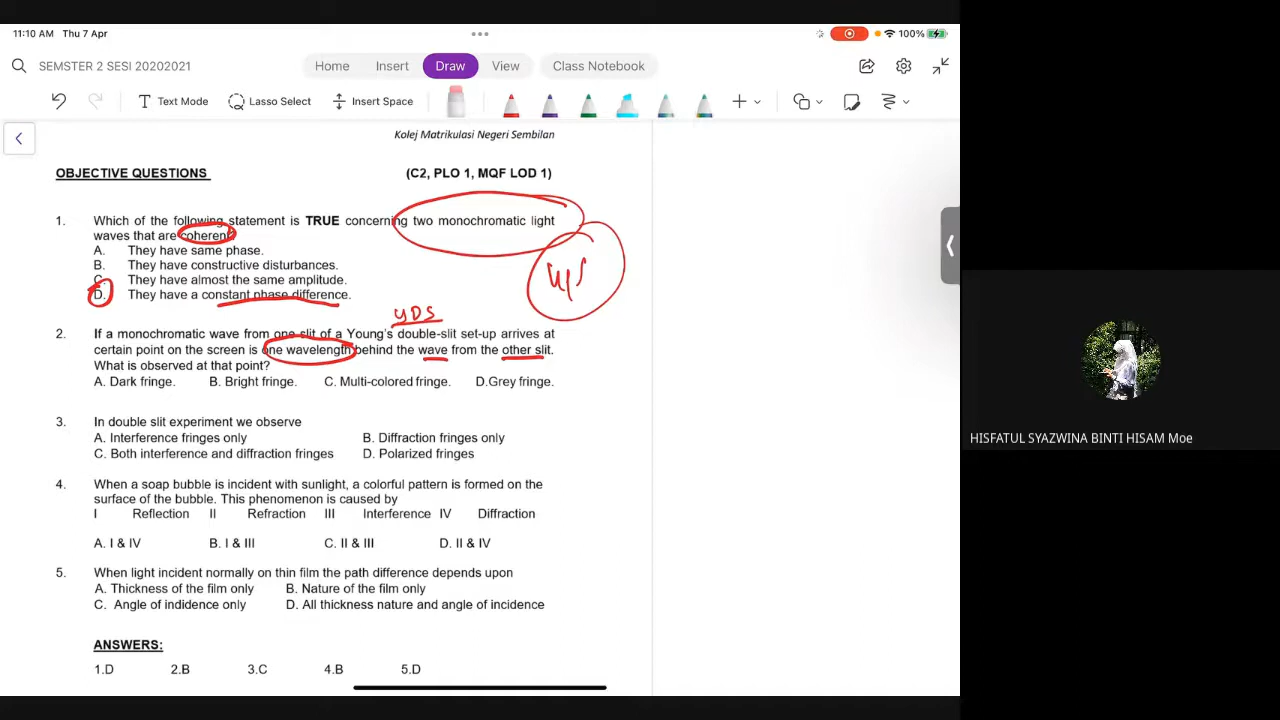 11:10 AM Thu 7 Apr
100%
SEMSTER 2 SESI 20202021
Home Insert Draw View Class Notebook
Text Mode Lasso Select Insert Space
Kolej Matrikulasi Negeri Sembilan
OBJECTIVE QUESTIONS (C2, PLO 1, MQF LOD 1)
1. Which of the following statement is TRUE concerning two monochromatic light
waves that are coherent
A. They have same phase.
B. They have constructive disturbances.
C. They have almost the same amplitude.
D. They have a constant phase difference.
YDS
2. If a monochromatic wave from one slit of a Young's double-slit set-up arrives at
certain point on the screen is one wavelength behind the wave from the other slit.
What is observed at that point?
A. Dark fringe. B. Bright fringe. C. Multi-colored fringe. D.Grey fringe.
3. In double slit experiment we observe
A. Interference fringes only B. Diffraction fringes only
C. Both interference and diffraction fringes D. Polarized fringes
4. When a soap bubble is incident with sunlight, a colorful pattern is formed on the
surface of the bubble. This phenomenon is caused by
I Reflection II Refraction III Interference IV Diffraction
A. I & IV B. I & III C. II & III D. II & IV
5. When light incident normally on thin film the path difference depends upon
A. Thickness of the film only B. Nature of the film only
C. Angle of indidence only D. All thickness nature and angle of incidence
ANSWERS:
1.D 2.B 3.C 4.B 5.D
HISFATUL SYAZWINA BINTI HISAM Moe